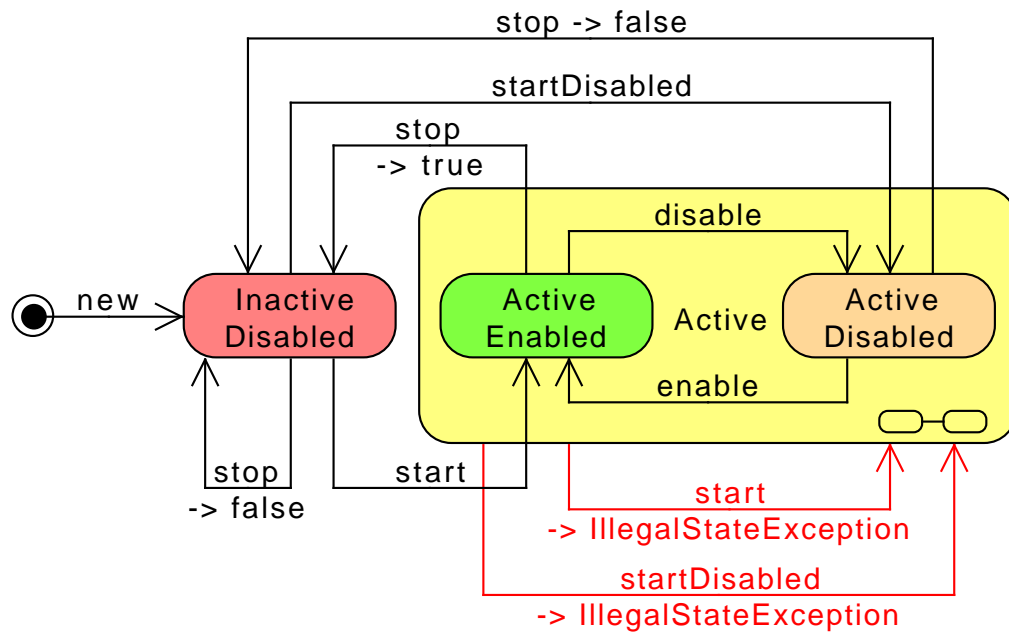 stop -> false
startDisabled
stop
-> true
disable
new
Inactive
Disabled
Active
Enabled
Active
Active
Disabled
enable
stop
-> false
start
start
-> IllegalStateException
startDisabled
-> IllegalStateException